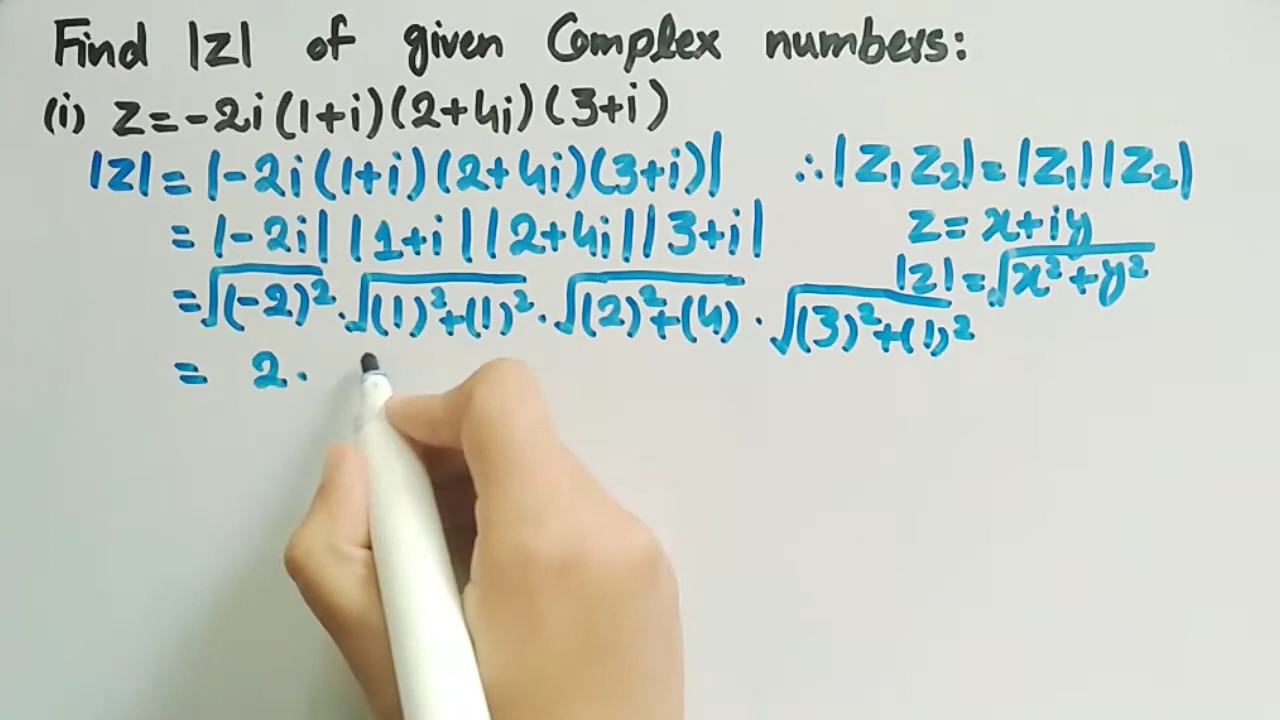 Find |z| of given Complex numbers:
(i) z=-2i(1+i)(2+4i)(3+i)
|z|=|-2i(1+i)(2+4i)(3+i)|
∴|z₁z₂|=|z₁||z₂|
=|-2i||1+i||2+4i||3+i|
z=x+iy
|z|=√x²+y²
=√(-2)².√(1)²+(1)².√(2)²+(4).√(3)²+(1)²
= 2.